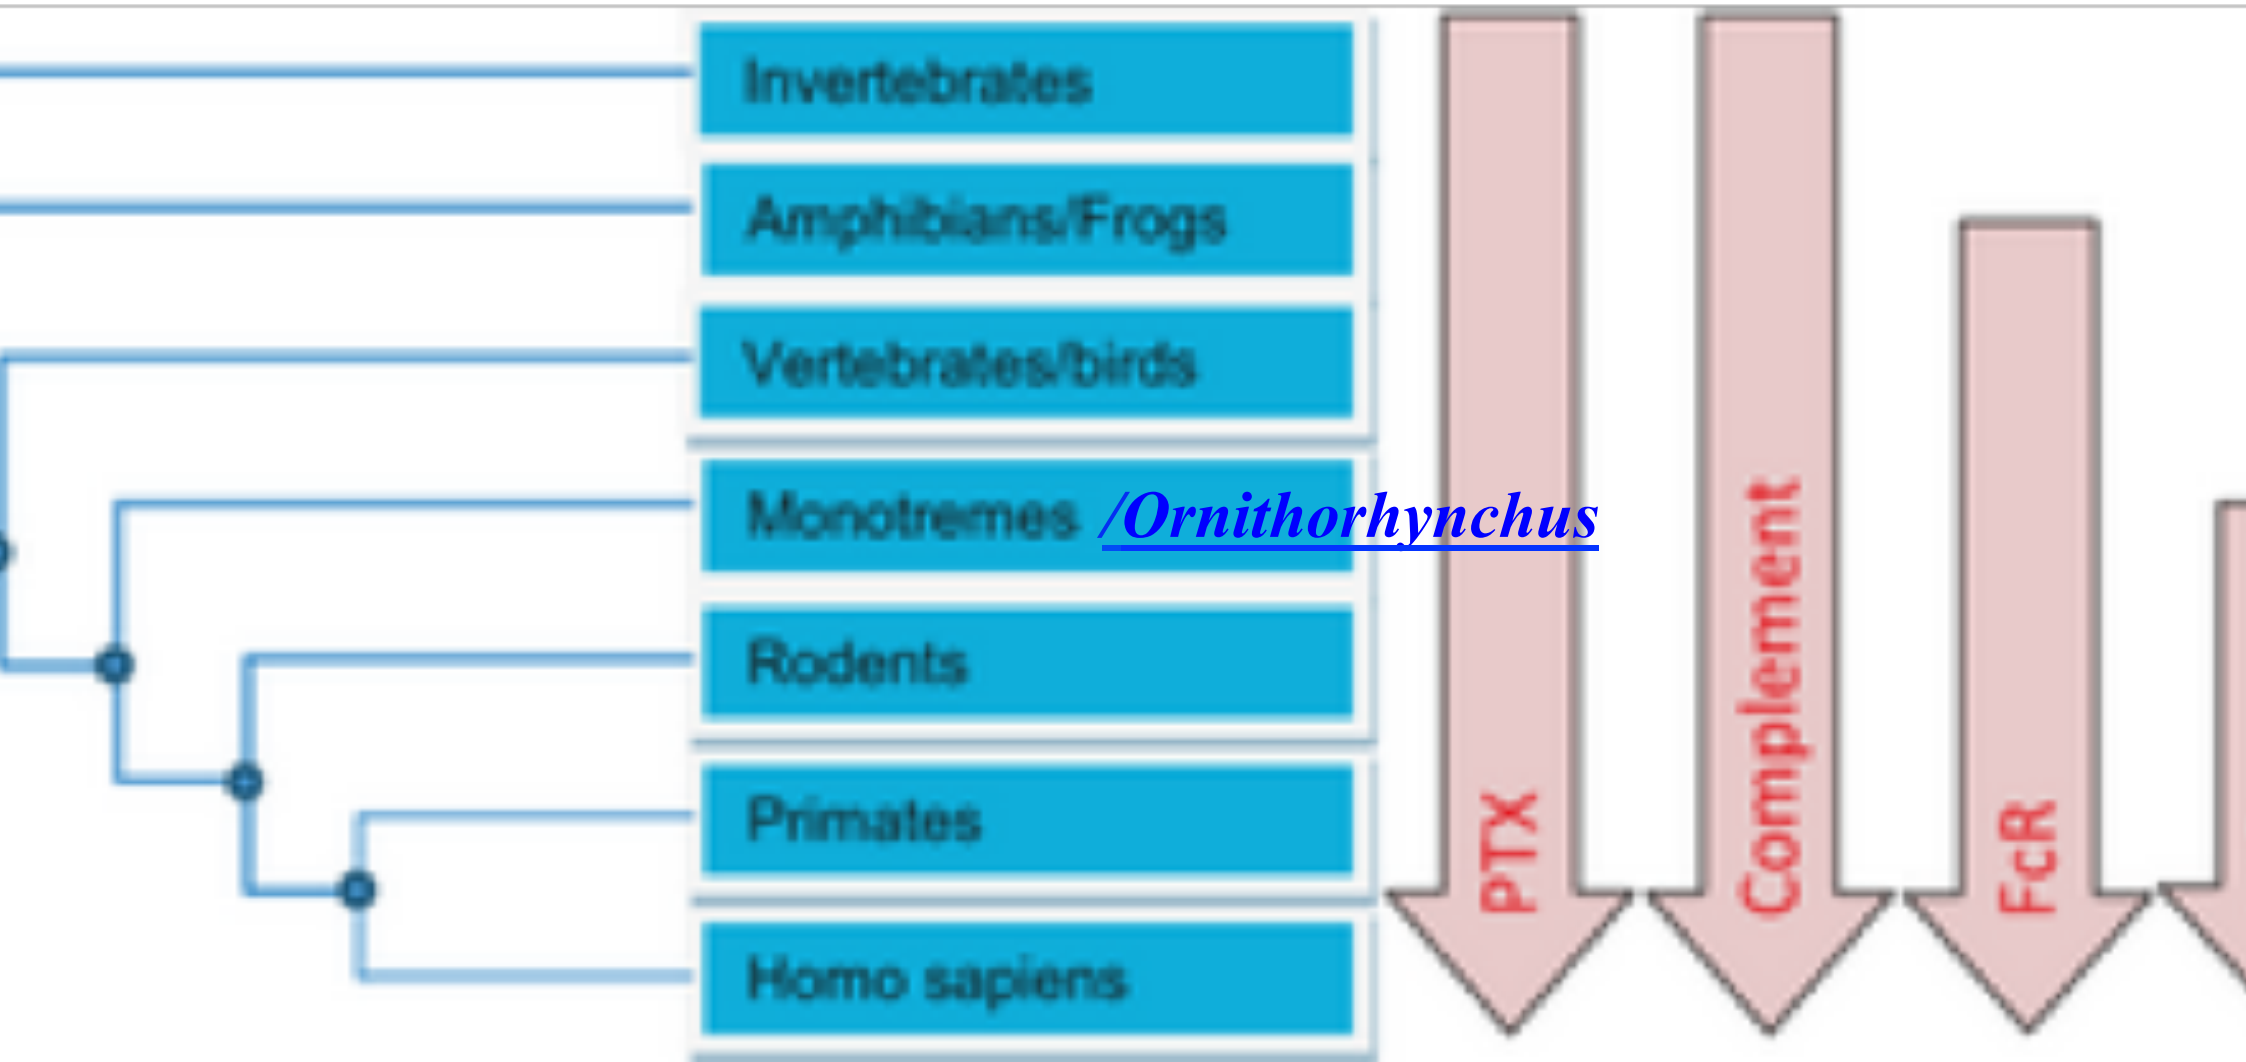 Invertebrates
Amphibians/Frogs
Vertebrates/birds
Monotremes /Ornithorhynchus
Rodents
Primates
Homo sapiens
PTX
Complement
FcR